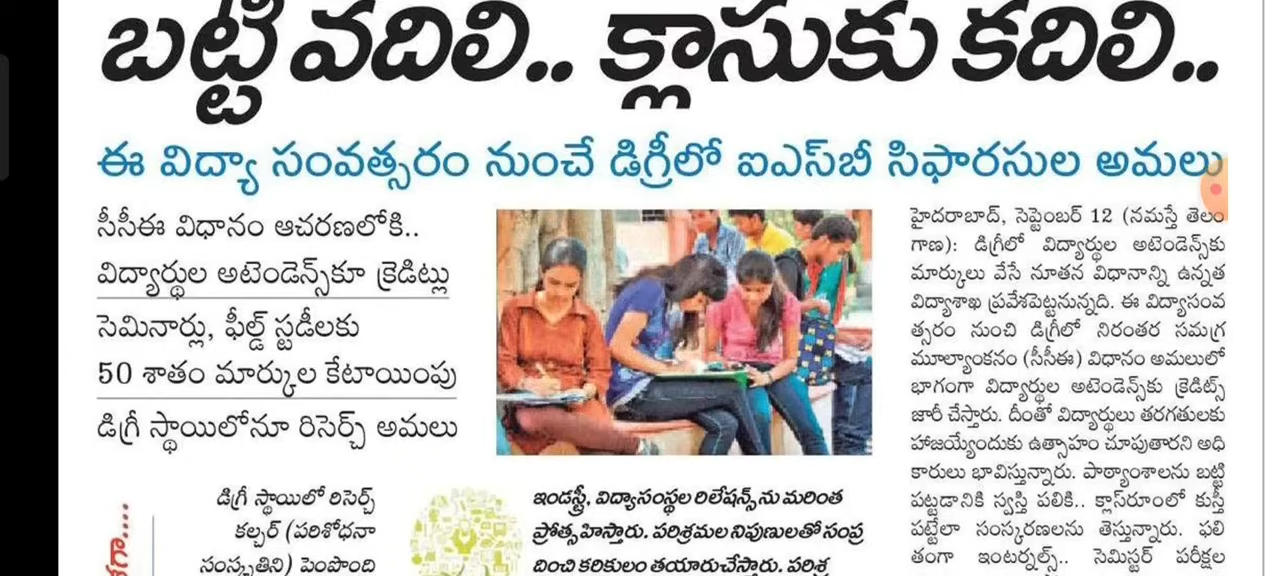 బట్టీ వదిలి.. క్లాసుకు కదిలి..
ఈ విద్యా సంవత్సరం నుంచే డిగ్రీలో ఐఎస్‌బీ సిఫారసుల అమలు
సీసీఈ విధానం ఆచరణలోకి..
విద్యార్థుల అటెండెన్స్‌కూ క్రెడిట్లు
సెమినార్లు, ఫీల్డ్ స్టడీలకు
50 శాతం మార్కుల కేటాయింపు
డిగ్రీ స్థాయిలోనూ రిసెర్చ్ అమలు
హైదరాబాద్, సెప్టెంబర్ 12 (నమస్తే తెలం
గాణ): డిగ్రీలో విద్యార్థుల అటెండెన్స్‌కు
మార్కులు వేసే నూతన విధానాన్ని ఉన్నత
విద్యాశాఖ ప్రవేశపెట్టనున్నది. ఈ విద్యాసంవ
త్సరం నుంచి డిగ్రీలో నిరంతర సమగ్ర
మూల్యాంకనం (సీసీఈ) విధానం అమలులో
భాగంగా విద్యార్థుల అటెండెన్స్‌కు క్రెడిట్స్
జారీ చేస్తారు. దీంతో విద్యార్థులు తరగతులకు
హాజయ్యేందుకు ఉత్సాహం చూపుతారని అధి
కారులు భావిస్తున్నారు. పాఠ్యాంశాలను బట్టి
పట్టడానికి స్వస్తి పలికి.. క్లాస్‌రూంలో కుస్తీ
పట్టేలా సంస్కరణలను తెస్తున్నారు. ఫలి
తంగా ఇంటర్నల్స్.. సెమిస్టర్ పరీక్షల
డిగ్రీ స్థాయిలో రిసెర్చ్
కల్చర్ (పరిశోధనా
సంస్కృతిని) పెంపొంది
ఇండస్ట్రీ, విద్యాసంస్థల రిలేషన్స్‌ను మరింత
ప్రోత్సహిస్తారు. పరిశ్రమల నిపుణులతో సంప్ర
దించి కరికులం తయారుచేస్తారు. పరిశ్ర